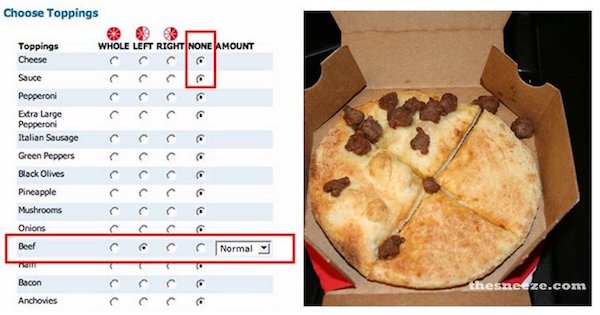 Choose Toppings
Toppings WHOLE LEFT RIGHT NONE AMOUNT
Cheese
Sauce
Pepperoni
Extra Large
Pepperoni
Italian Sausage
Green Peppers
Black Olives
Pineapple
Mushrooms
Onions
Beef Normal
Ham
Bacon
Anchovies
thesneeze.com